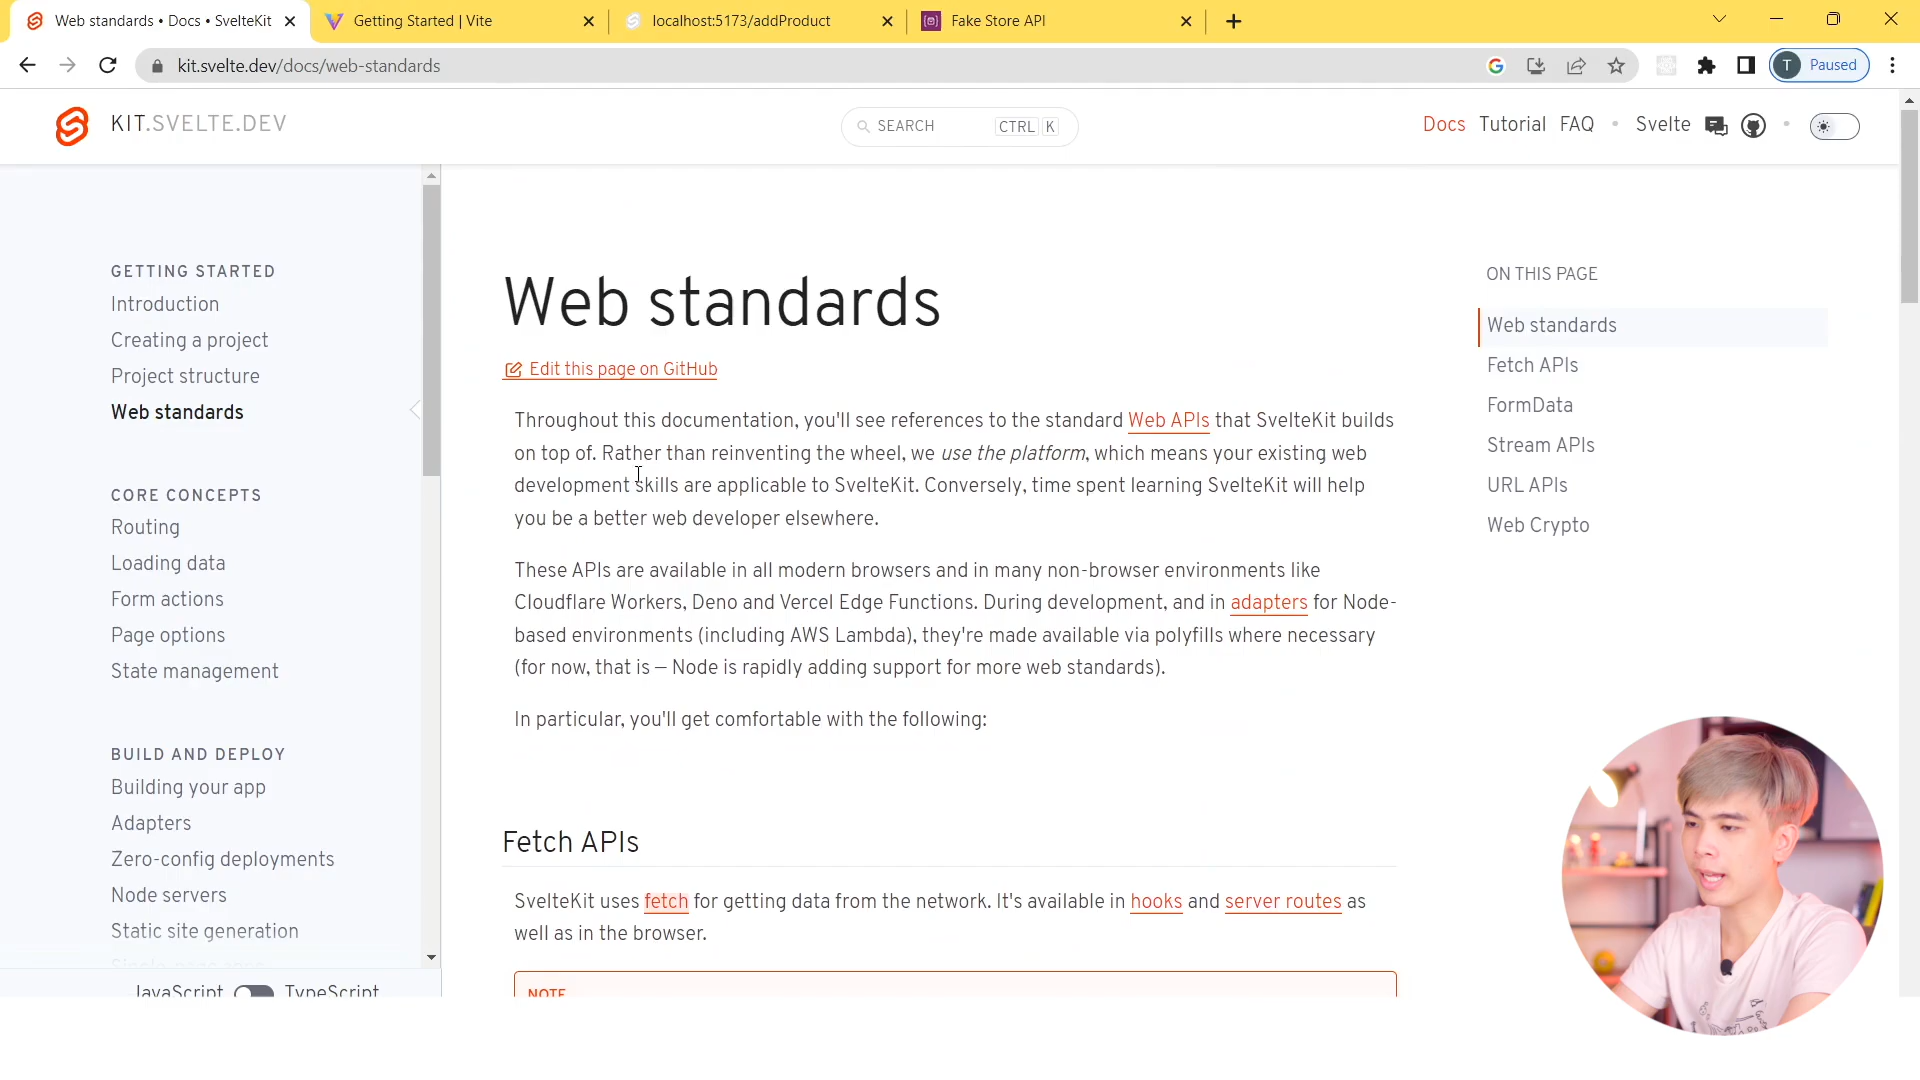 Web standards • Docs • SvelteKit
Getting Started | Vite
localhost:5173/addProduct
Fake Store API
kit.svelte.dev/docs/web-standards
T Paused
KIT.SVELTE.DEV
SEARCH CTRL K
Docs Tutorial FAQ • Svelte •
GETTING STARTED
Introduction
Creating a project
Project structure
Web standards
CORE CONCEPTS
Routing
Loading data
Form actions
Page options
State management
BUILD AND DEPLOY
Building your app
Adapters
Zero-config deployments
Node servers
Static site generation
JavaScript TypeScript
Web standards
Edit this page on GitHub
Throughout this documentation, you'll see references to the standard Web APIs that SvelteKit builds
on top of. Rather than reinventing the wheel, we use the platform, which means your existing web
development skills are applicable to SvelteKit. Conversely, time spent learning SvelteKit will help
you be a better web developer elsewhere.
These APIs are available in all modern browsers and in many non-browser environments like
Cloudflare Workers, Deno and Vercel Edge Functions. During development, and in adapters for Node-
based environments (including AWS Lambda), they're made available via polyfills where necessary
(for now, that is — Node is rapidly adding support for more web standards).
In particular, you'll get comfortable with the following:
Fetch APIs
SvelteKit uses fetch for getting data from the network. It's available in hooks and server routes as
well as in the browser.
NOTE
ON THIS PAGE
Web standards
Fetch APIs
FormData
Stream APIs
URL APIs
Web Crypto